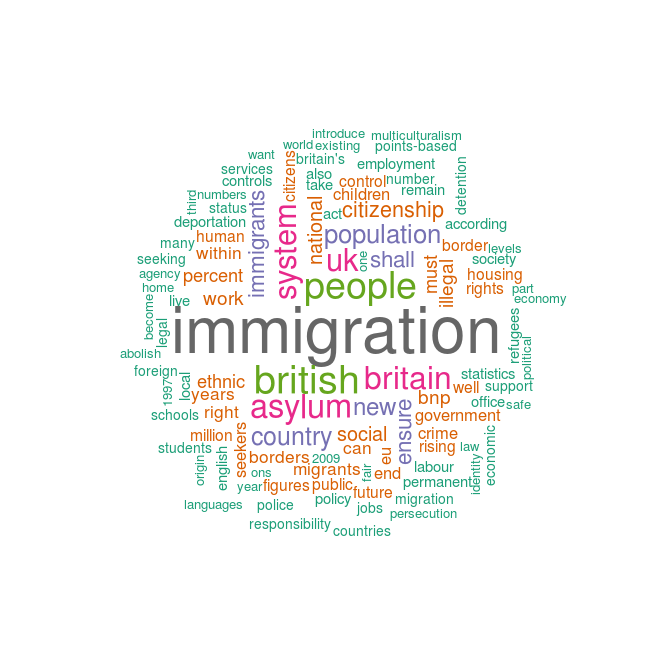 introduce
multiculturalism
world
existing
points-based
want
britain's
employment
services
citizens
also
control
number
detention
controls
take
children
remain
third
numbers
status
immigrants
system
national
act
citizenship
deportation
according
many
human
population
border
levels
seeking
within
uk
one
shall
must
illegal
society
agency
percent
people
housing
home
work
rights
part
live
economy
become
legal
immigration
refugees
political
abolish
foreign
british
britain
statistics
1997
local
ethnic
well
support
years
asylum
new
ensure
bnp
office
safe
schools
right
government
million
seekers
country
social
crime
students
can
eu
rising
law
origin
english
borders
2009
migrants
fair
end
labour
identity
economic
ons
year
figures
public
future
permanent
languages
police
policy
jobs
migration
persecution
responsibility
countries